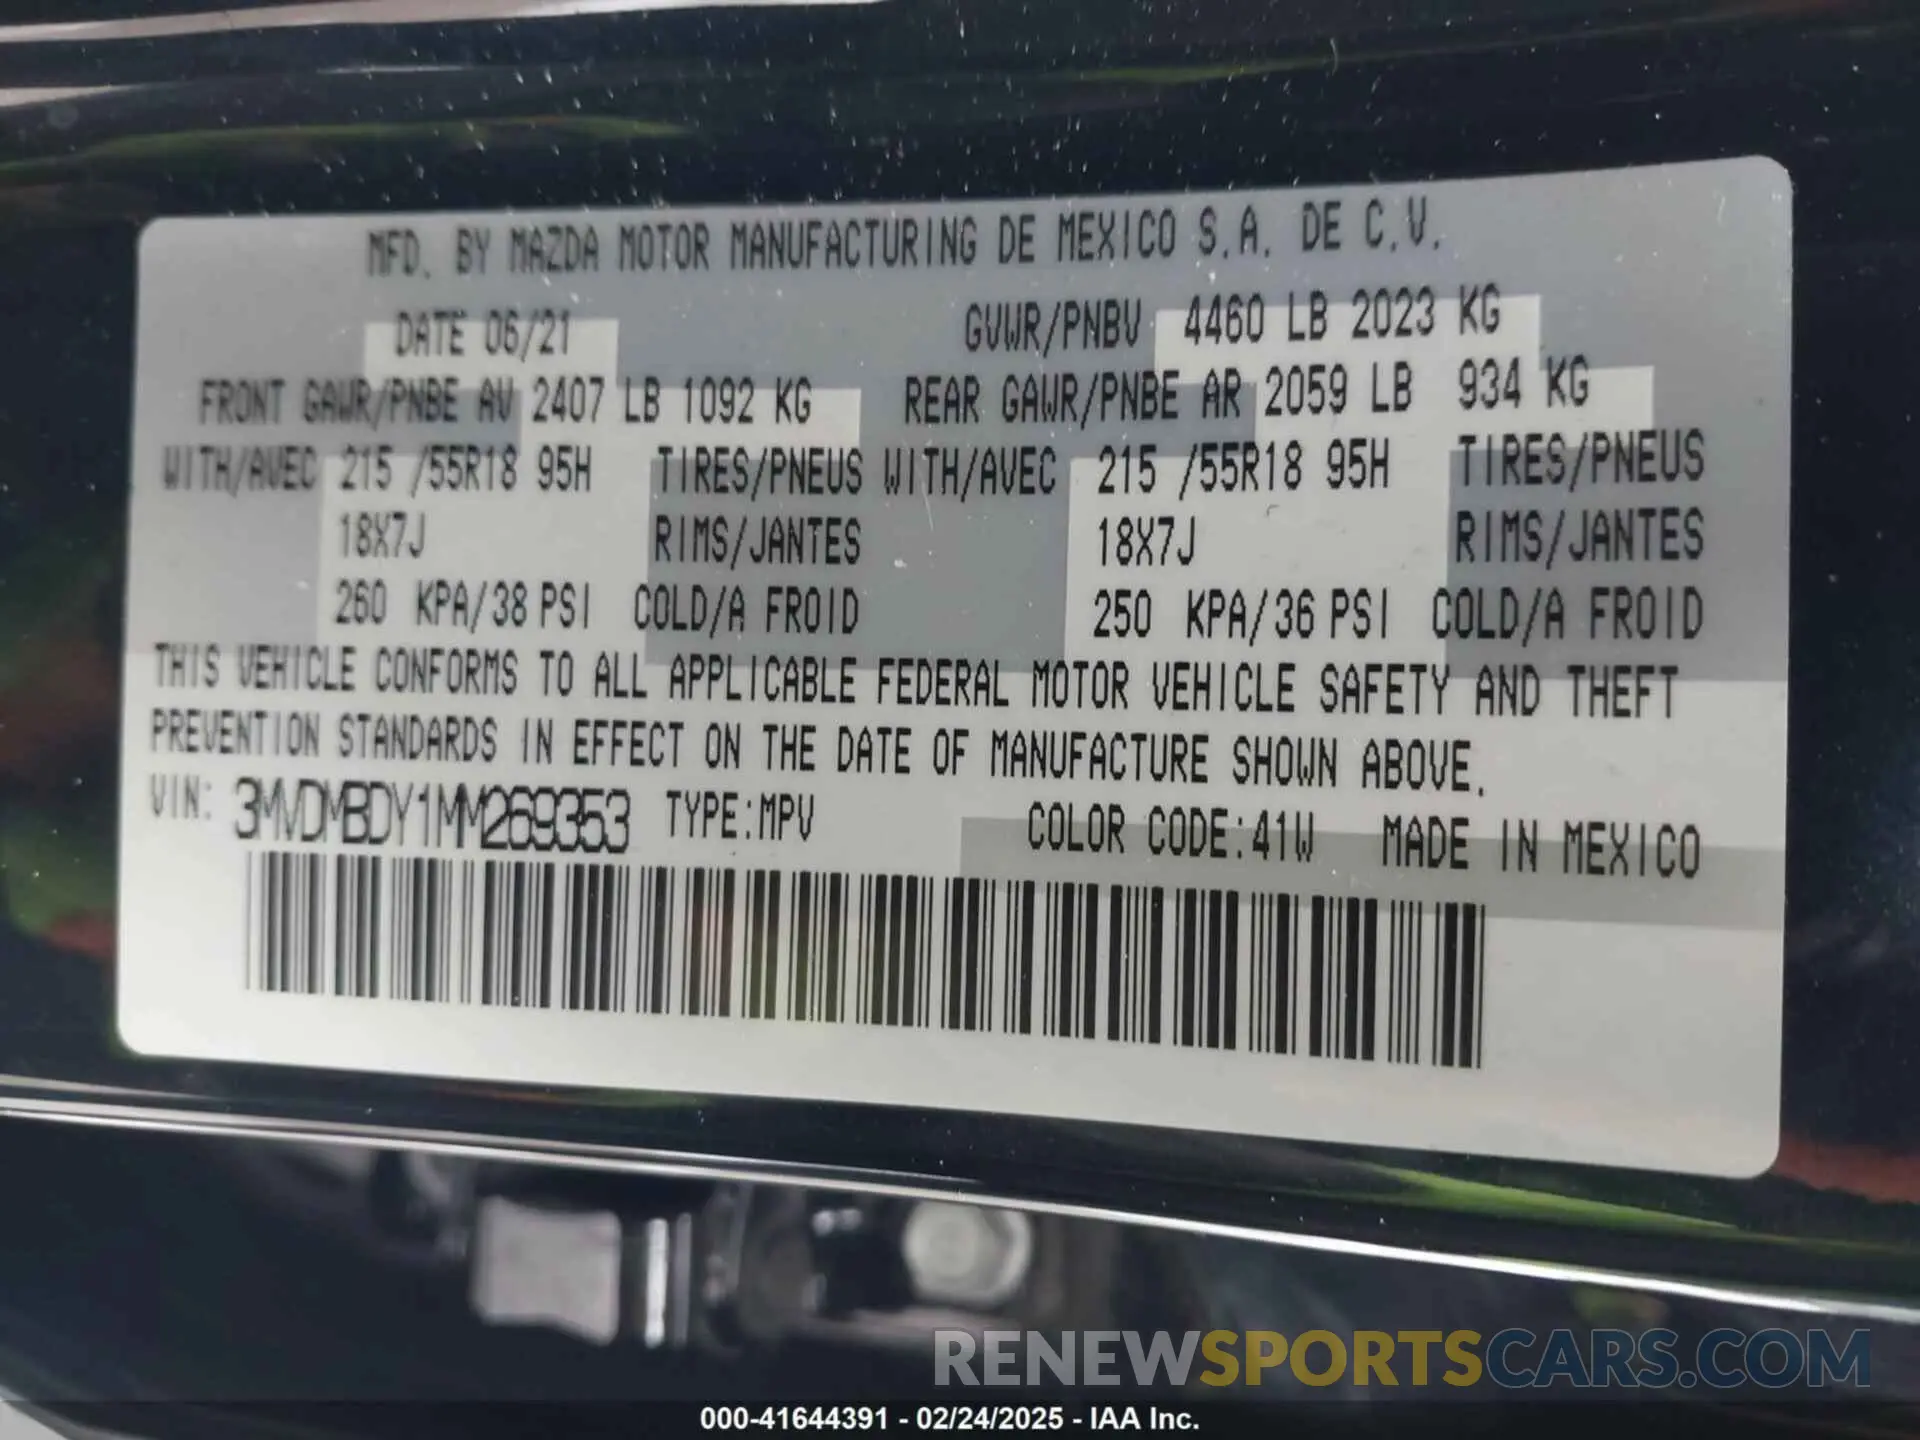 MFD. BY MAZDA MOTOR MANUFACTURING DE MEXICO S.A. DE C.V.
DATE 06/21 GVWR/PNBV 4460 LB 2023 KG
FRONT GAWR/PNBE AV 2407 LB 1092 KG REAR GAWR/PNBE AR 2059 LB 934 KG
WITH/AVEC 215 /55R18 95H TIRES/PNEUS WITH/AVEC 215 /55R18 95H TIRES/PNEUS
18X7J RIMS/JANTES 18X7J RIMS/JANTES
260 KPA/38 PSI COLD/A FROID 250 KPA/36 PSI COLD/A FROID
THIS VEHICLE CONFORMS TO ALL APPLICABLE FEDERAL MOTOR VEHICLE SAFETY AND THEFT
PREVENTION STANDARDS IN EFFECT ON THE DATE OF MANUFACTURE SHOWN ABOVE.
VIN: 3MVDMBDY1MM269353 TYPE:MPV COLOR CODE:41W MADE IN MEXICO
RENEWSPORTSCARS.COM
000-41644391 - 02/24/2025 - IAA Inc.